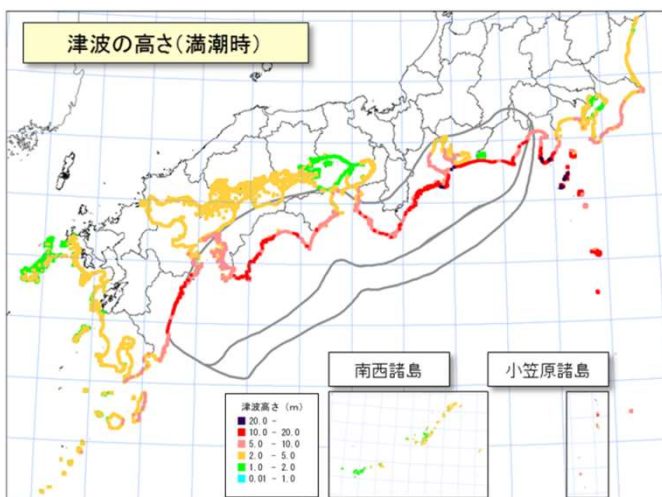 津波の高さ(満潮時)
南西諸島
小笠原諸島
津波高さ (m)
20.0 -
10.0 - 20.0
5.0 - 10.0
2.0 - 5.0
1.0 - 2.0
0.01 - 1.0